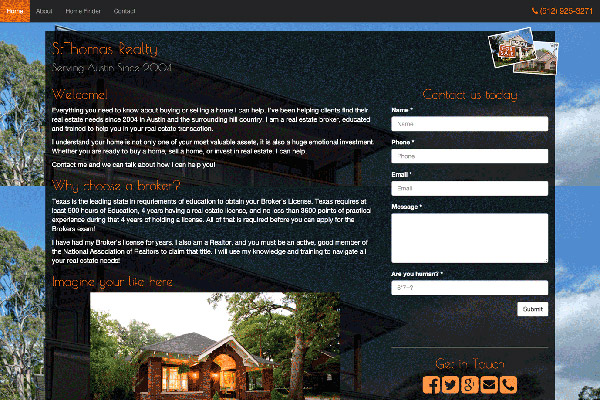 Home About Home Finder Contact (512) 925-3271
S.Thomas Realty
Serving Austin Since 2004
Welcome!
Everything you need to know about buying or selling a home I can help. I've been helping clients find their
real estate needs since 2004 in Austin and the surrounding hill country. I am a real estate broker, educated
and trained to help you in your real estate transcation.
I understand your home is not only one of your most valuable assets, it is also a huge emotional investment.
Whether you are ready to buy a home, sell a home, or invest in real estate. I can help.
Contact me and we can talk about how I can help you!
Why choose a broker?
Texas is the leading state in requriements of education to obtain your Broker's License. Texas requires at
least 900 hours of Education, 4 years having a real estate license, and no less than 3600 points of practical
experience during that 4 years of holding a license. All of that is required before you can apply for the
Brokers exam!
I have had my Broker's license for years. I also am a Realtor, and you must be an active, good member of
the National Association of Realtors to claim that title. I will use my knowledge and training to navigate all
your real estate needs!
Imagine your life here
Contact us today
Name *
Name
Phone *
Phone
Email *
Email
Message *
Are you human? *
Submit
Get in Touch